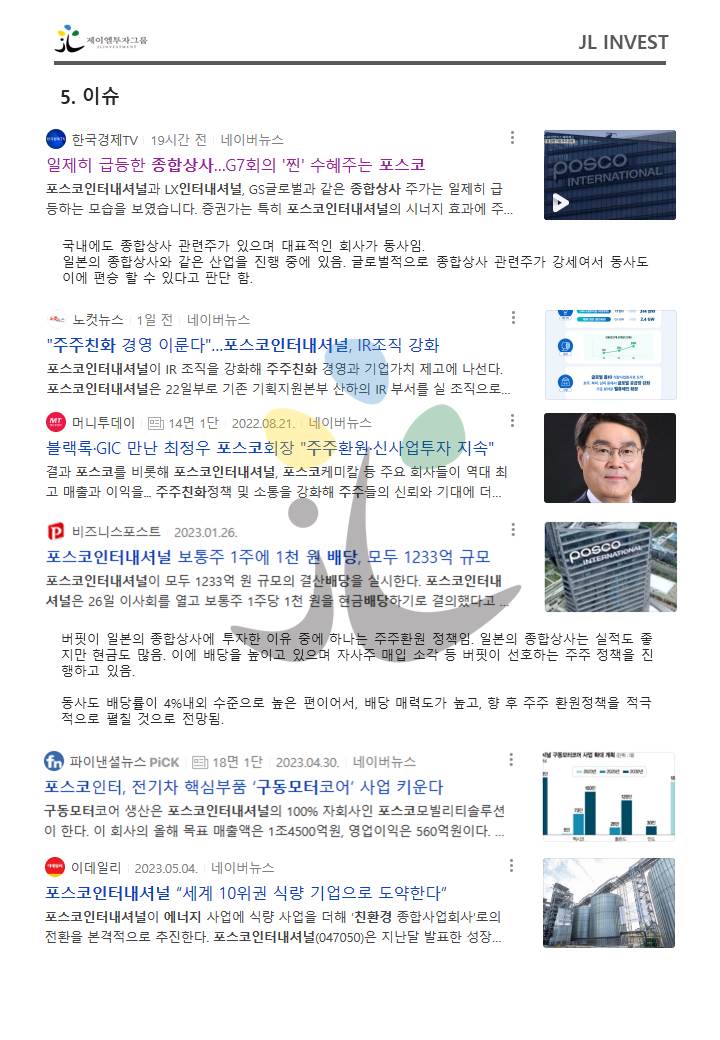 제이엘투자그룹
JL INVESTMENT
JL INVEST
5. 이슈
한국경제TV 19시간 전 네이버뉴스
일제히 급등한 종합상사...G7회의 '찐' 수혜주는 포스코
포스코인터내셔널과 LX인터내셔널, GS글로벌과 같은 종합상사 주가는 일제히 급
등하는 모습을 보였습니다. 증권가는 특히 포스코인터내셔널의 시너지 효과에 주...
posco
INTERNATIONAL
국내에도 종합상사 관련주가 있으며 대표적인 회사가 동사임.
일본의 종합상사와 같은 산업을 진행 중에 있음. 글로벌적으로 종합상사 관련주가 강세여서 동사도
이에 편승 할 수 있다고 판단 함.
노컷뉴스 1일 전 네이버뉴스
"주주친화 경영 이룬다"...포스코인터내셔널, IR조직 강화
포스코인터내셔널이 IR 조직을 강화해 주주친화 경영과 기업가치 제고에 나선다.
포스코인터내셔널은 22일부로 기존 기획지원본부 산하의 IR 부서를 실 조직으로...
MT 머니투데이 14면 1단 2022.08.21. 네이버뉴스
블랙록·GIC 만난 최정우 포스코회장 "주주환원·신사업투자 지속"
결과 포스코를 비롯해 포스코인터내셔널, 포스코케미칼 등 주요 회사들이 역대 최
고 매출과 이익을... 주주친화정책 및 소통을 강화해 주주들의 신뢰와 기대에 더...
비즈니스포스트 2023.01.26.
포스코인터내셔널 보통주 1주에 1천 원 배당, 모두 1233억 규모
포스코인터내셔널이 모두 1233억 원 규모의 결산배당을 실시한다. 포스코인터내
셔널은 26일 이사회를 열고 보통주 1주당 1천 원을 현금배당하기로 결의했다고 ...
posco
INTERNATIONAL
버핏이 일본의 종합상사에 투자한 이유 중에 하나는 주주환원 정책임. 일본의 종합상사는 실적도 좋
지만 현금도 많음. 이에 배당을 높이고 있으며 자사주 매입 소각 등 버핏이 선호하는 주주 정책을 진
행하고 있음.
동사도 배당률이 4%내외 수준으로 높은 편이어서, 배당 매력도가 높고, 향 후 주주 환원정책을 적극
적으로 펼칠 것으로 전망됨.
fn 파이낸셜뉴스 PiCK 18면 1단 2023.04.30. 네이버뉴스
포스코인터, 전기차 핵심부품 ‘구동모터코어’ 사업 키운다
구동모터코어 생산은 포스코인터내셔널의 100% 자회사인 포스코모빌리티솔루션
이 한다. 이 회사의 올해 목표 매출액은 1조4500억원, 영업이익은 560억원이다. ...
셔널 구동모터코어 사업 확대 계획
이데일리 2023.05.04. 네이버뉴스
포스코인터내셔널 “세계 10위권 식량 기업으로 도약한다”
포스코인터내셔널이 에너지 사업에 식량 사업을 더해 '친환경 종합사업회사'로의
전환을 본격적으로 추진한다. 포스코인터내셔널(047050)은 지난달 발표한 성장...